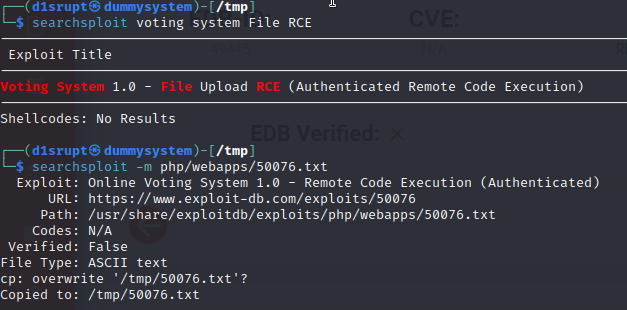 CVE:
┌──(d1srupt㉿dummysystem)-[/tmp]
└─$ searchsploit voting system File RCE
Exploit Title
Voting System 1.0 - File Upload RCE (Authenticated Remote Code Execution)
Shellcodes: No Results
EDB Verified: ×
┌──(d1srupt㉿dummysystem)-[/tmp]
└─$ searchsploit -m php/webapps/50076.txt
Exploit: Online Voting System 1.0 - Remote Code Execution (Authenticated)
URL: https://www.exploit-db.com/exploits/50076
Path: /usr/share/exploitdb/exploits/php/webapps/50076.txt
Codes: N/A
Verified: False
File Type: ASCII text
cp: overwrite '/tmp/50076.txt'?
Copied to: /tmp/50076.txt